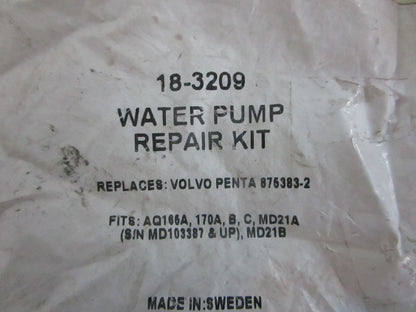 18-3209
WATER PUMP
REPAIR KIT
REPLACES: VOLVO PENTA 875383-2
FITS: AQ165A, 170A, B, C, MD21A
(S/N MD103387 & UP), MD21B
MADE IN:SWEDEN